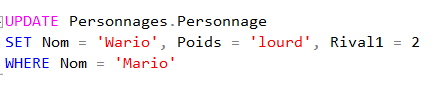 UPDATE Personnages.Personnage
SET Nom = 'Wario', Poids = 'lourd', Rival1 = 2
WHERE Nom = 'Mario'